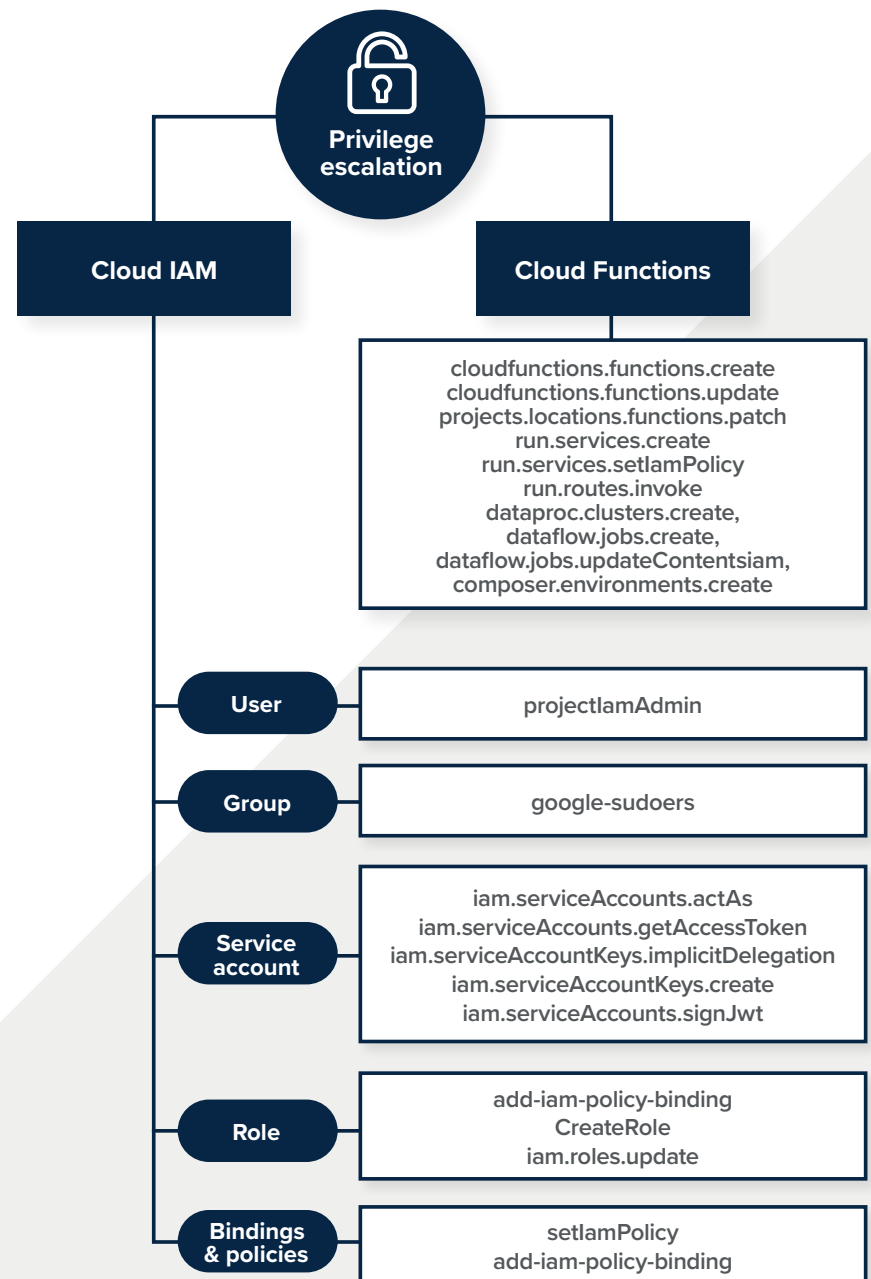 Privilege
escalation
Cloud IAM
Cloud Functions
cloudfunctions.functions.create
cloudfunctions.functions.update
projects.locations.functions.patch
run.services.create
run.services.setIamPolicy
run.routes.invoke
dataproc.clusters.create,
dataflow.jobs.create,
dataflow.jobs.updateContentsiam,
composer.environments.create
User
projectIamAdmin
Group
google-sudoers
Service
account
iam.serviceAccounts.actAs
iam.serviceAccounts.getAccessToken
iam.serviceAccountKeys.implicitDelegation
iam.serviceAccountKeys.create
iam.serviceAccounts.signJwt
Role
add-iam-policy-binding
CreateRole
iam.roles.update
Bindings
& policies
setIamPolicy
add-iam-policy-binding